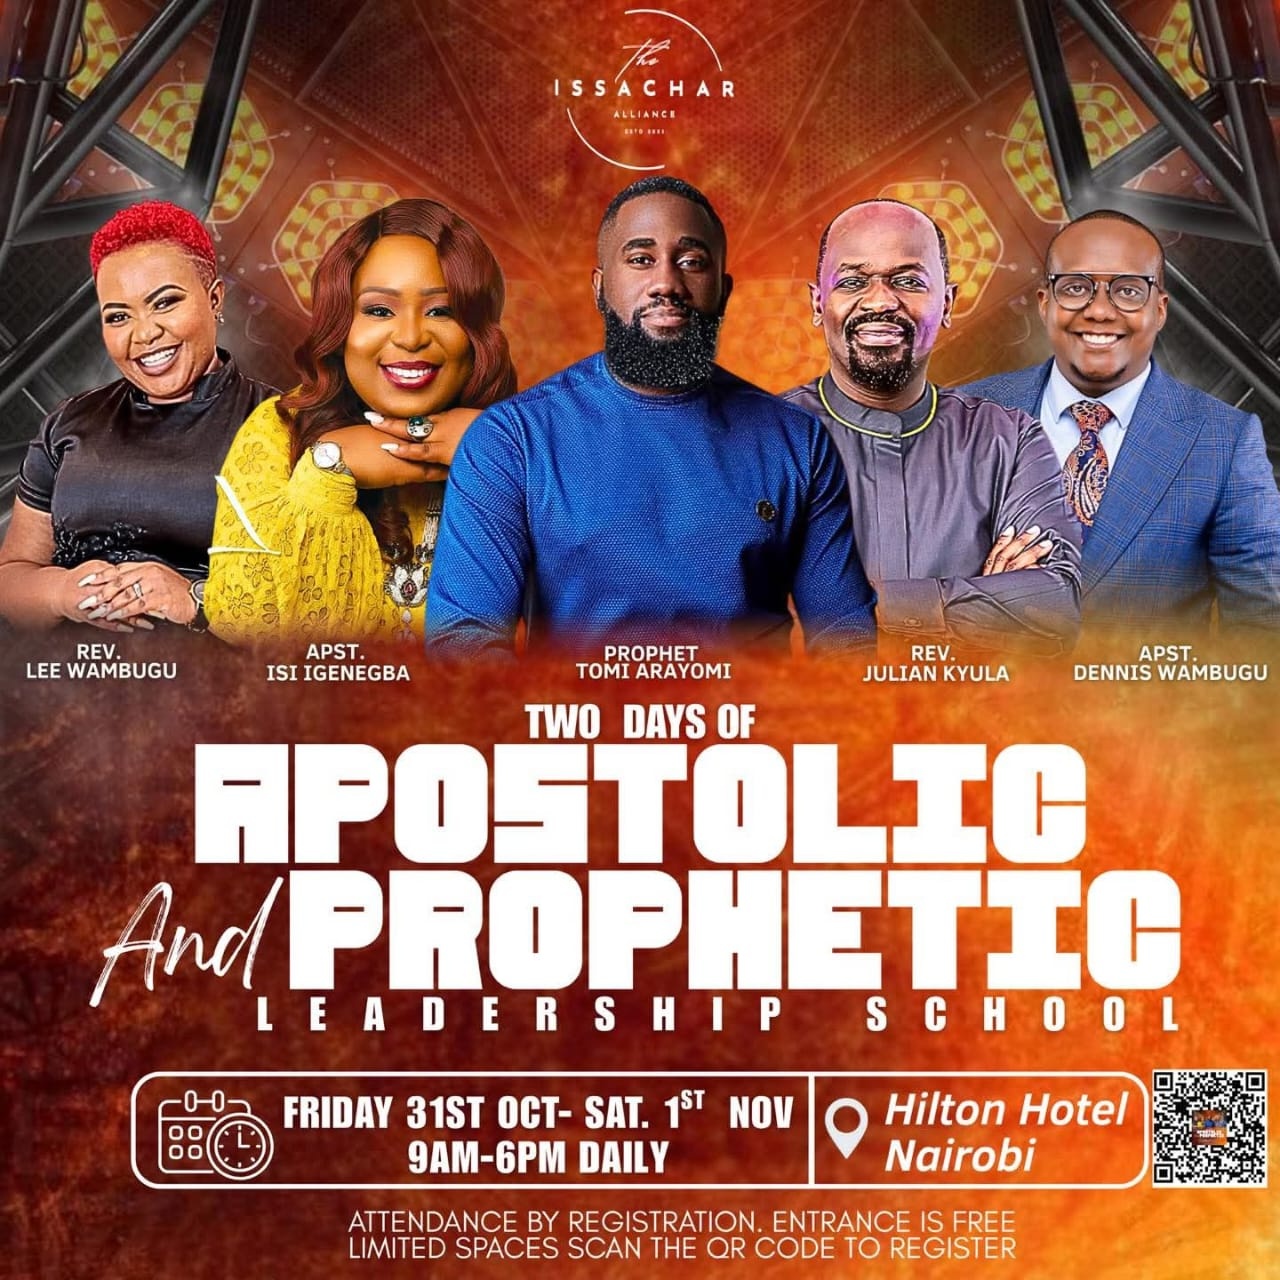 The
ISSACHAR
ALLIANCE
REV.
LEE WAMBUGU
APST.
ISI IGENEGBA
PROPHET
TOMI ARAYOMI
REV.
JULIAN KYULA
APST.
DENNIS WAMBUGU
TWO DAYS OF
APOSTOLIC
And PROPHETIC
LEADERSHIP SCHOOL
FRIDAY 31ST OCT- SAT. 1ST NOV
9AM-6PM DAILY
Hilton Hotel
Nairobi
ATTENDANCE BY REGISTRATION. ENTRANCE IS FREE
LIMITED SPACES SCAN THE QR CODE TO REGISTER